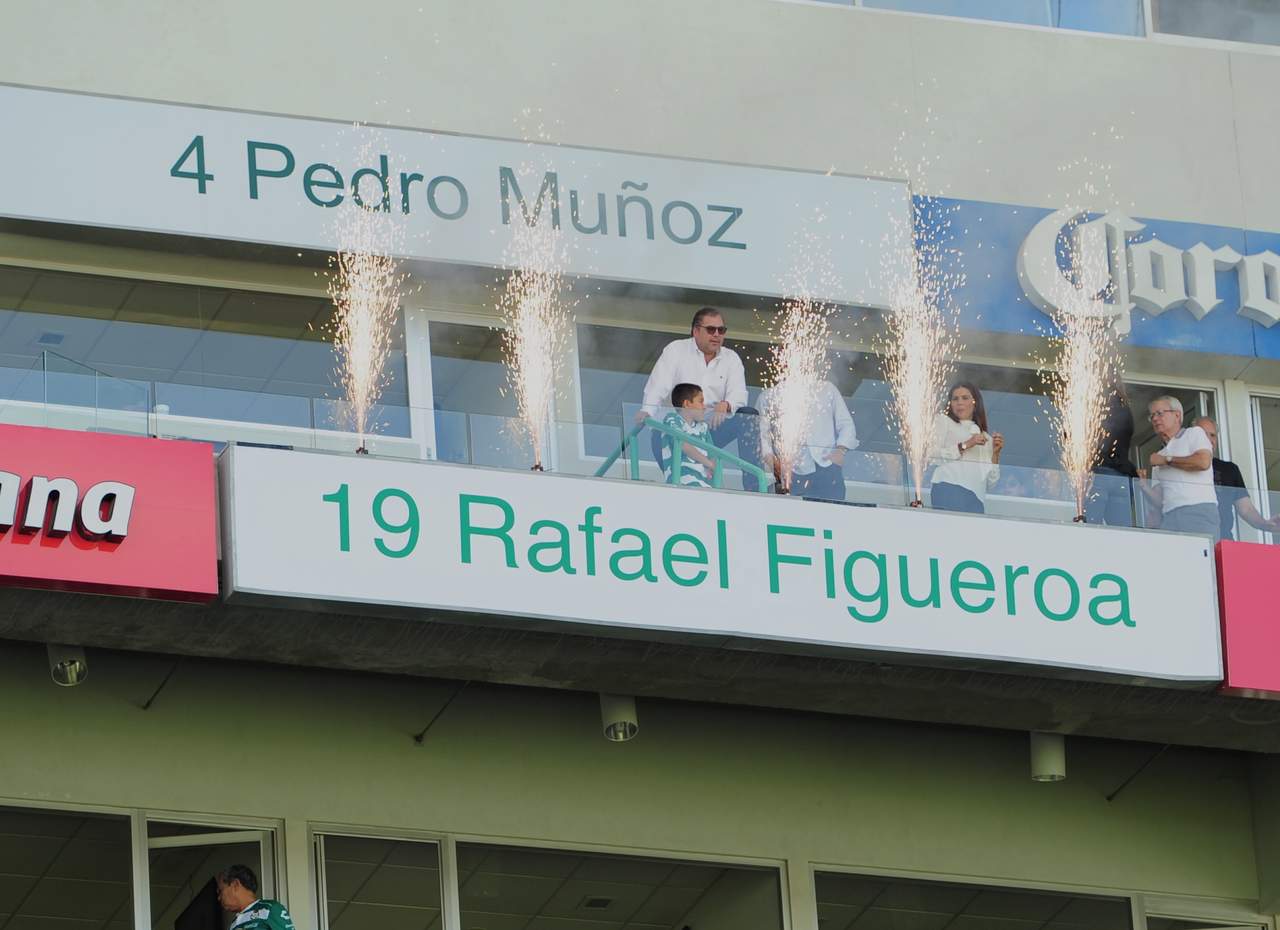 4 Pedro Muñoz
Coro
ana
19 Rafael Figueroa